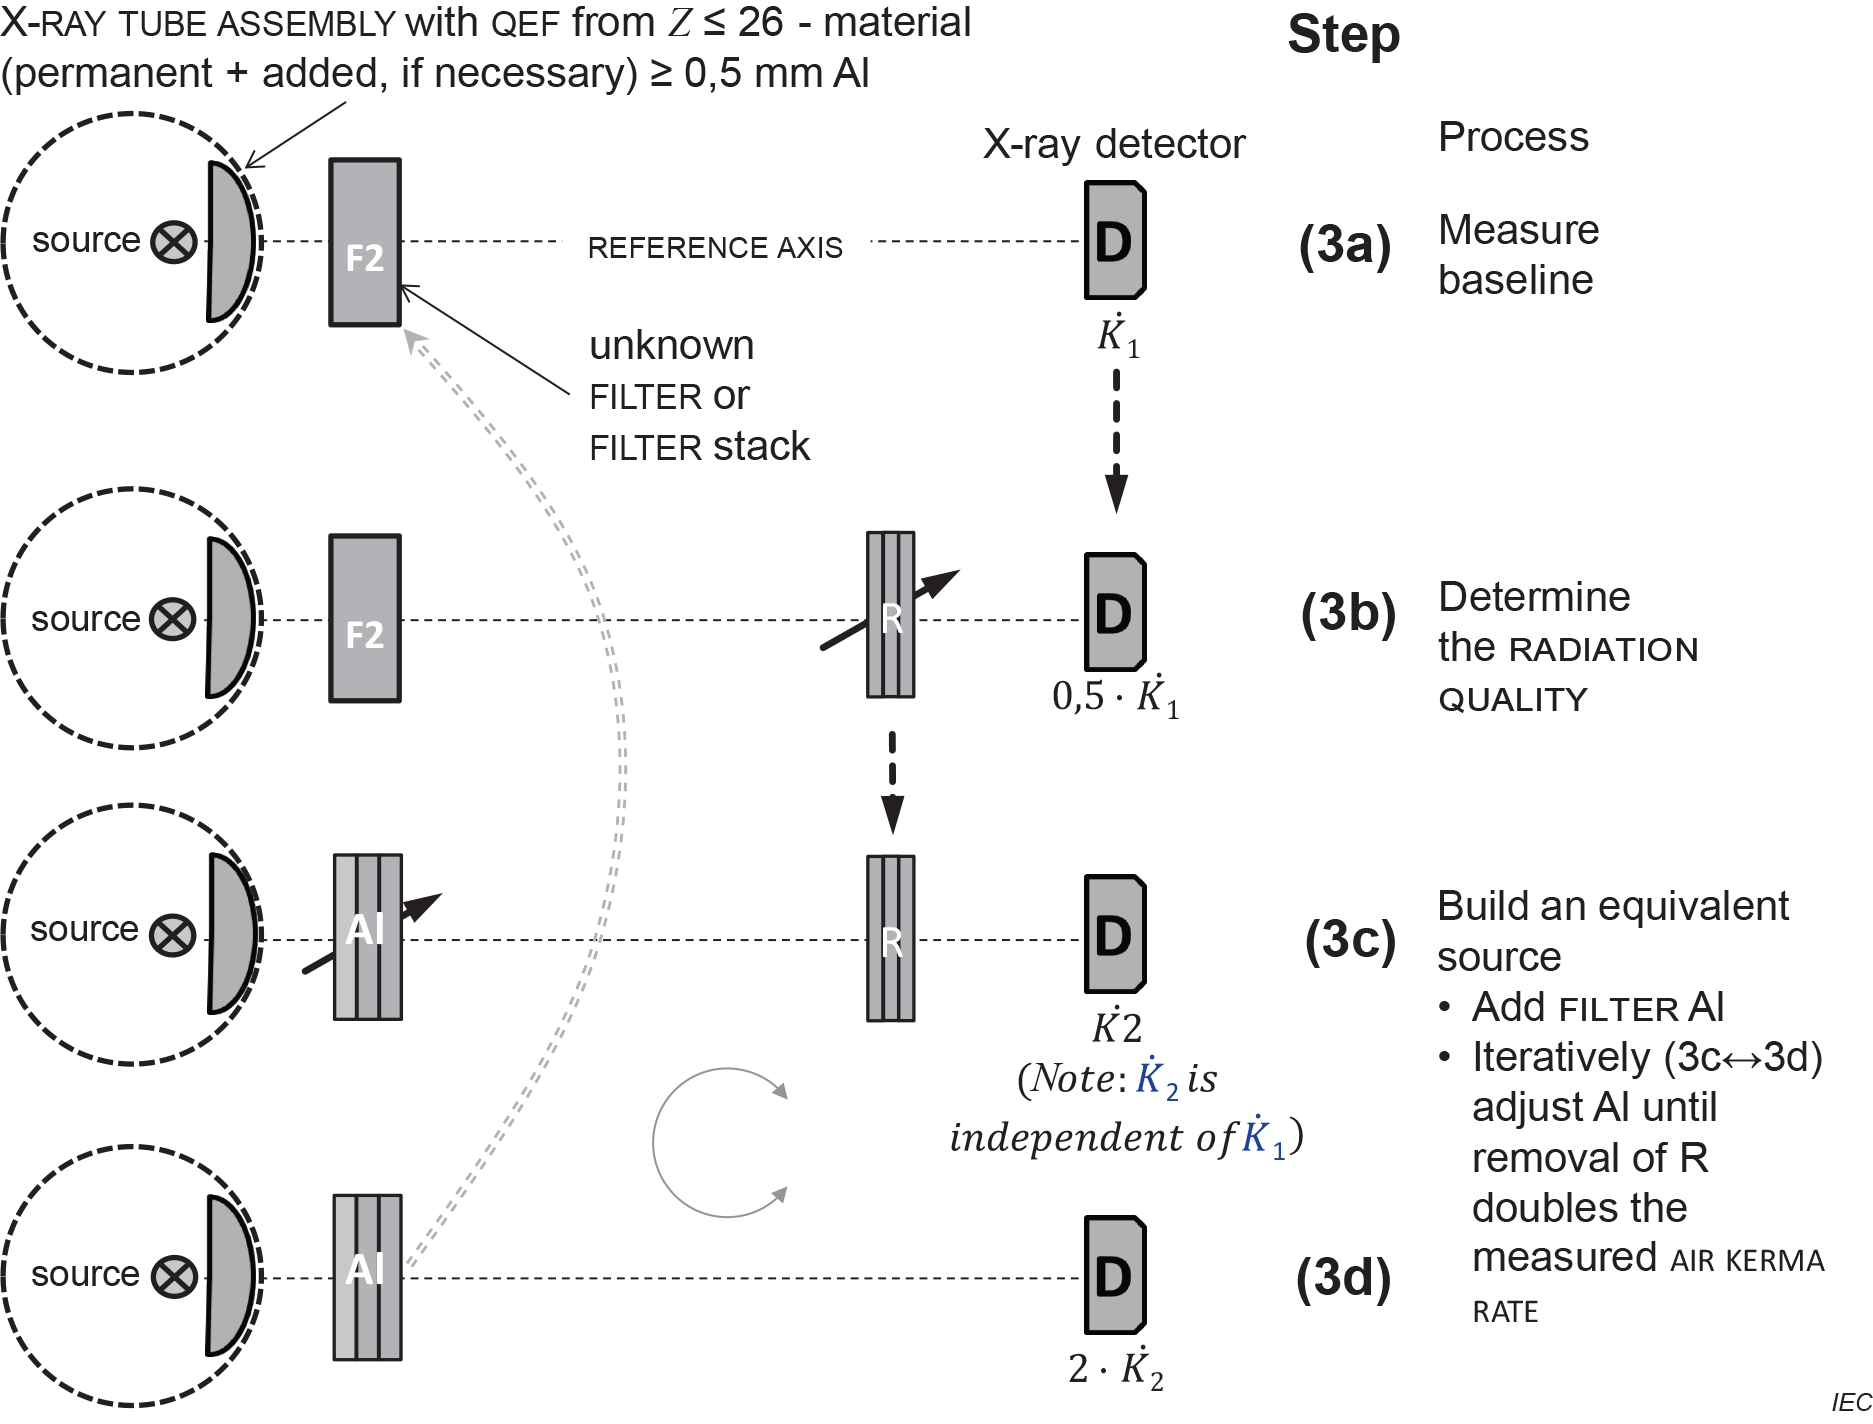 X-RAY TUBE ASSEMBLY with QEF from Z ≤ 26 - material
(permanent + added, if necessary) ≥ 0,5 mm Al
Step
X-ray detector
Process
source
F2
REFERENCE AXIS
D
(3a)
Measure
baseline
K̇1
unknown
FILTER or
FILTER stack
source
F2
R
D
0,5 · K̇1
(3b)
Determine
the RADIATION
QUALITY
source
Al
R
D
K̇2
(Note: K̇2 is
independent of K̇1)
(3c)
Build an equivalent
source
• Add FILTER Al
• Iteratively (3c↔3d)
adjust Al until
removal of R
doubles the
measured AIR KERMA
RATE
source
Al
D
2 · K̇2
(3d)
IEC